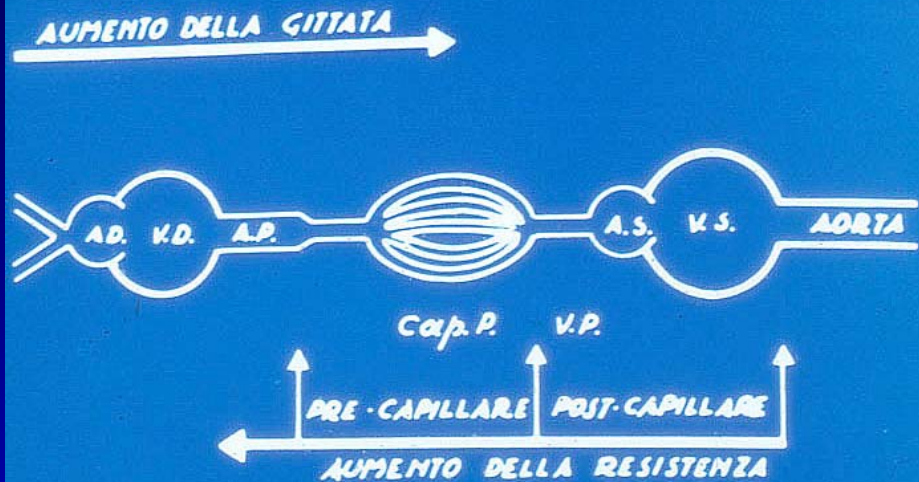 AUMENTO DELLA GITTATA
A.D. V.D. A.P. A.S. V.S. AORTA
Cap.P. V.P.
PRE-CAPILLARE POST-CAPILLARE
AUMENTO DELLA RESISTENZA